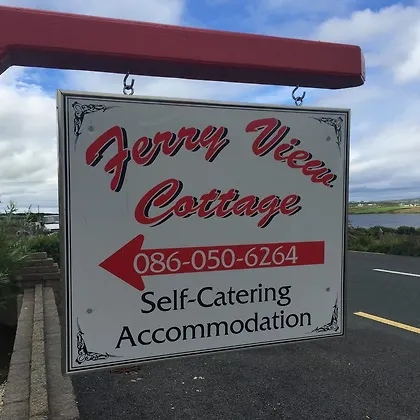 Ferry View
Cottage
086-050-6264
Self-Catering
Accommodation